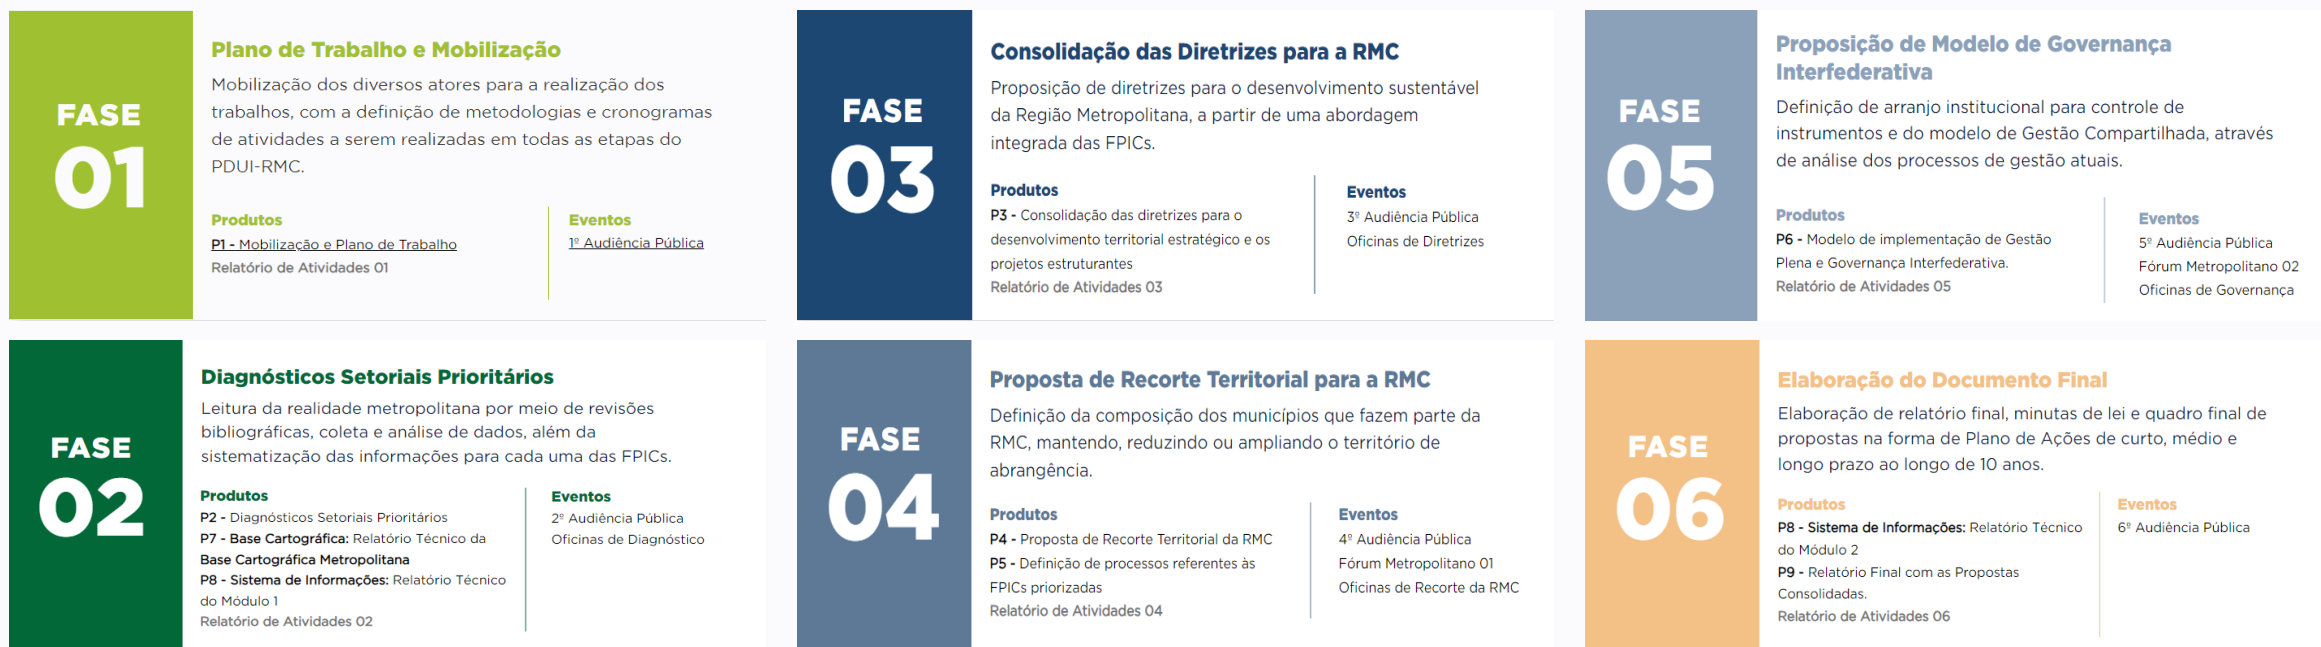 FASE
01
Plano de Trabalho e Mobilização
Mobilização dos diversos atores para a realização dos
trabalhos, com a definição de metodologias e cronogramas
de atividades a serem realizadas em todas as etapas do
PDUI-RMC.
Produtos
P1 - Mobilização e Plano de Trabalho
Relatório de Atividades 01
Eventos
1º Audiência Pública
FASE
02
Diagnósticos Setoriais Prioritários
Leitura da realidade metropolitana por meio de revisões
bibliográficas, coleta e análise de dados, além da
sistematização das informações para cada uma das FPICs.
Produtos
P2 - Diagnósticos Setoriais Prioritários
P7 - Base Cartográfica: Relatório Técnico da
Base Cartográfica Metropolitana
P8 - Sistema de Informações: Relatório Técnico
do Módulo 1
Relatório de Atividades 02
Eventos
2º Audiência Pública
Oficinas de Diagnóstico
FASE
03
Consolidação das Diretrizes para a RMC
Proposição de diretrizes para o desenvolvimento sustentável
da Região Metropolitana, a partir de uma abordagem
integrada das FPICs.
Produtos
P3 - Consolidação das diretrizes para o
desenvolvimento territorial estratégico e os
projetos estruturantes
Relatório de Atividades 03
Eventos
3º Audiência Pública
Oficinas de Diretrizes
FASE
04
Proposta de Recorte Territorial para a RMC
Definição da composição dos municípios que fazem parte da
RMC, mantendo, reduzindo ou ampliando o território de
abrangência.
Produtos
P4 - Proposta de Recorte Territorial da RMC
P5 - Definição de processos referentes às
FPICs priorizadas
Relatório de Atividades 04
Eventos
4º Audiência Pública
Fórum Metropolitano 01
Oficinas de Recorte da RMC
FASE
05
Proposição de Modelo de Governança
Interfederativa
Definição de arranjo institucional para controle de
instrumentos e do modelo de Gestão Compartilhada, através
de análise dos processos de gestão atuais.
Produtos
P6 - Modelo de implementação de Gestão
Plena e Governança Interfederativa.
Relatório de Atividades 05
Eventos
5º Audiência Pública
Fórum Metropolitano 02
Oficinas de Governança
FASE
06
Elaboração do Documento Final
Elaboração de relatório final, minutas de lei e quadro final de
propostas na forma de Plano de Ações de curto, médio e
longo prazo ao longo de 10 anos.
Produtos
P8 - Sistema de Informações: Relatório Técnico
do Módulo 2
P9 - Relatório Final com as Propostas
Consolidadas.
Relatório de Atividades 06
Eventos
6º Audiência Pública